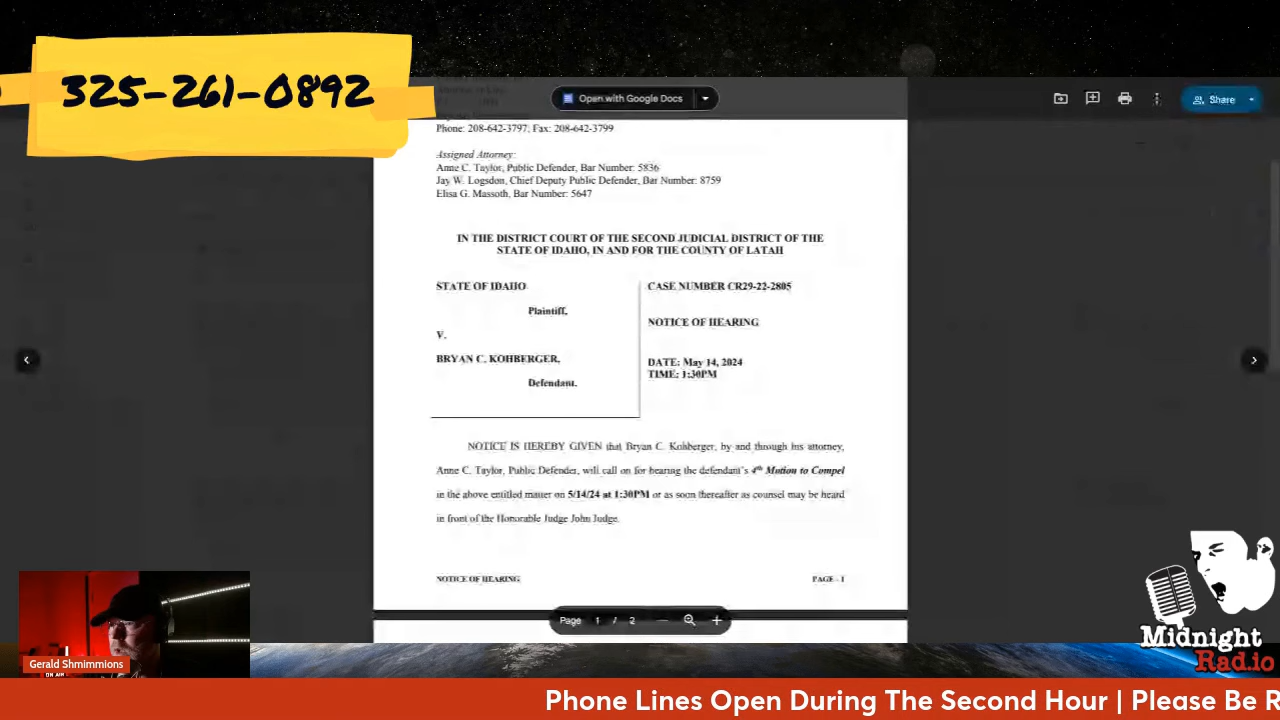 325-261-0892
Open with Google Docs
Share
Phone: 208-642-3797; Fax: 208-642-3799
Assigned Attorney:
Anne C. Taylor, Public Defender, Bar Number: 5836
Jay W. Logsdon, Chief Deputy Public Defender, Bar Number: 8759
Elisa G. Massoth, Bar Number: 5647
IN THE DISTRICT COURT OF THE SECOND JUDICIAL DISTRICT OF THE
STATE OF IDAHO, IN AND FOR THE COUNTY OF LATAH
STATE OF IDAHO
Plaintiff,
V.
BRYAN C. KOHBERGER,
Defendant.
CASE NUMBER CR29-22-2805
NOTICE OF HEARING
DATE: May 14, 2024
TIME: 1:30PM
NOTICE IS HEREBY GIVEN that Bryan C. Kohberger, by and through his attorney,
Anne C. Taylor, Public Defender, will call on for hearing the defendant's 4th Motion to Compel
in the above entitled matter on 5/14/24 at 1:30PM or as soon thereafter as counsel may be heard
in front of the Honorable Judge John Judge.
NOTICE OF HEARING
PAGE - 1
Page 1 / 2
Gerald Shmimmions
ON AIR
Midnight
Rad.io
Phone Lines Open During The Second Hour | Please Be R